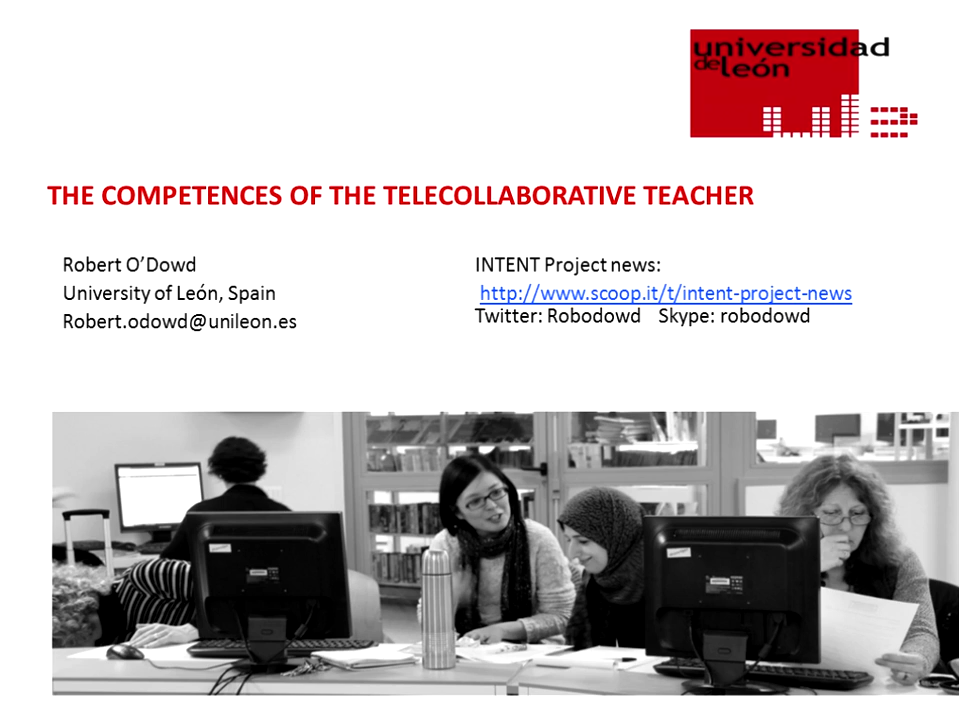 universidad
de león
THE COMPETENCES OF THE TELECOLLABORATIVE TEACHER
Robert O’Dowd
University of León, Spain
Robert.odowd@unileon.es
INTENT Project news:
http://www.scoop.it/t/intent-project-news
Twitter: Robodowd Skype: robodowd